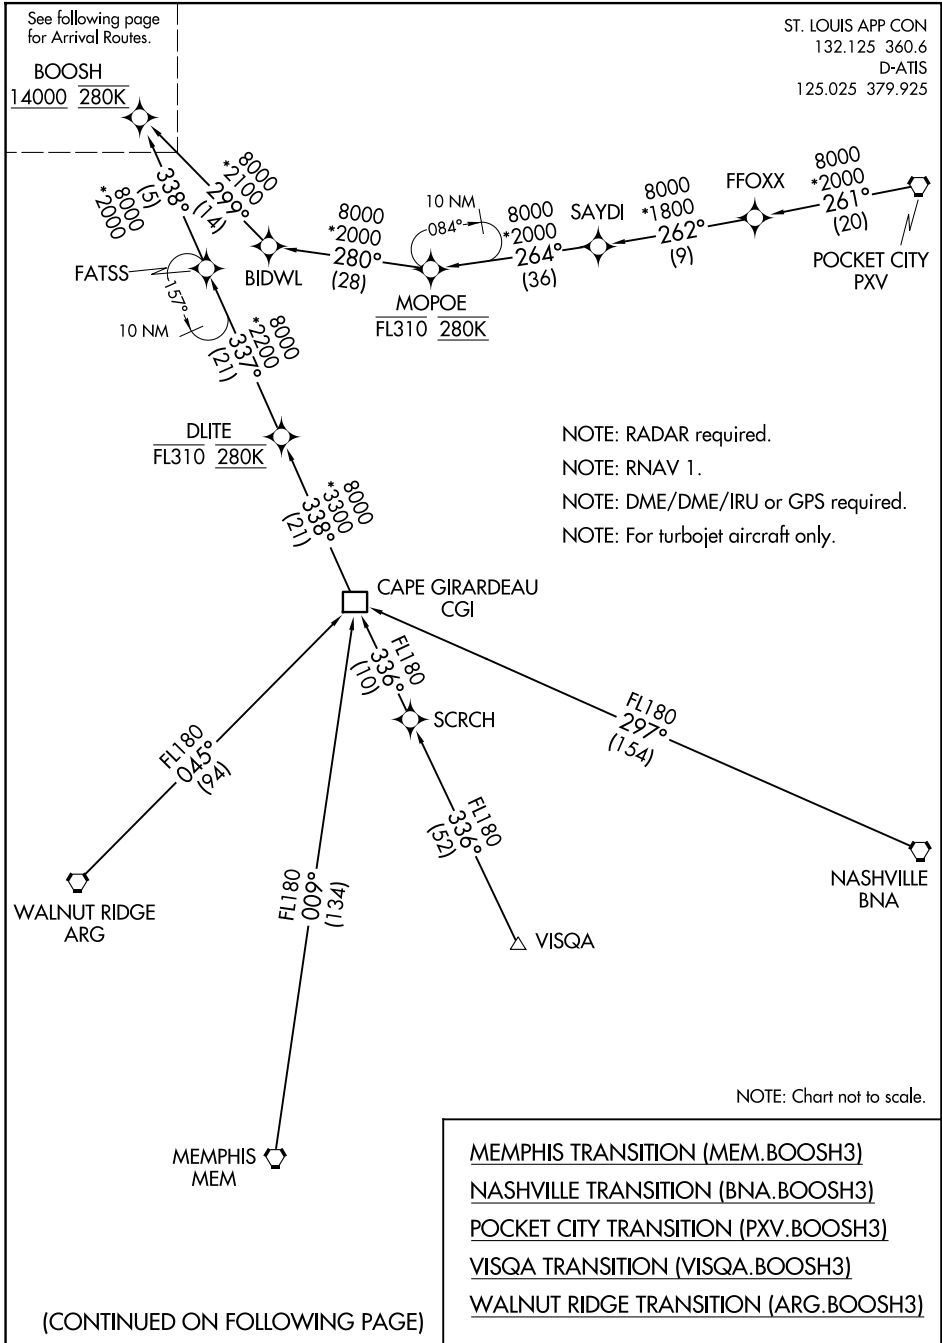 See following page
for Arrival Routes.
ST. LOUIS APP CON
132.125 360.6
D-ATIS
125.025 379.925
BOOSH
14000 280K
8000
*2000
338°
(5)
8000
*2100
299°
(14)
BIDWL
8000
*2000
280°
(28)
10 NM
084°
MOPOE
FL310 280K
8000
*2000
264°
(36)
SAYDI
8000
*1800
262°
(9)
FFOXX
8000
*2000
261°
(20)
POCKET CITY
PXV
FATSS
157°
10 NM
8000
*2200
337°
(21)
DLITE
FL310 280K
8000
*3300
338°
(21)
NOTE: RADAR required.
NOTE: RNAV 1.
NOTE: DME/DME/IRU or GPS required.
NOTE: For turbojet aircraft only.
CAPE GIRARDEAU
CGI
FL180
336°
(10)
SCRCH
FL180
297°
(154)
FL180
045°
(94)
FL180
336°
(52)
FL180
009°
(134)
WALNUT RIDGE
ARG
VISQA
NASHVILLE
BNA
MEMPHIS
MEM
NOTE: Chart not to scale.
MEMPHIS TRANSITION (MEM.BOOSH3)
NASHVILLE TRANSITION (BNA.BOOSH3)
POCKET CITY TRANSITION (PXV.BOOSH3)
VISQA TRANSITION (VISQA.BOOSH3)
WALNUT RIDGE TRANSITION (ARG.BOOSH3)
(CONTINUED ON FOLLOWING PAGE)